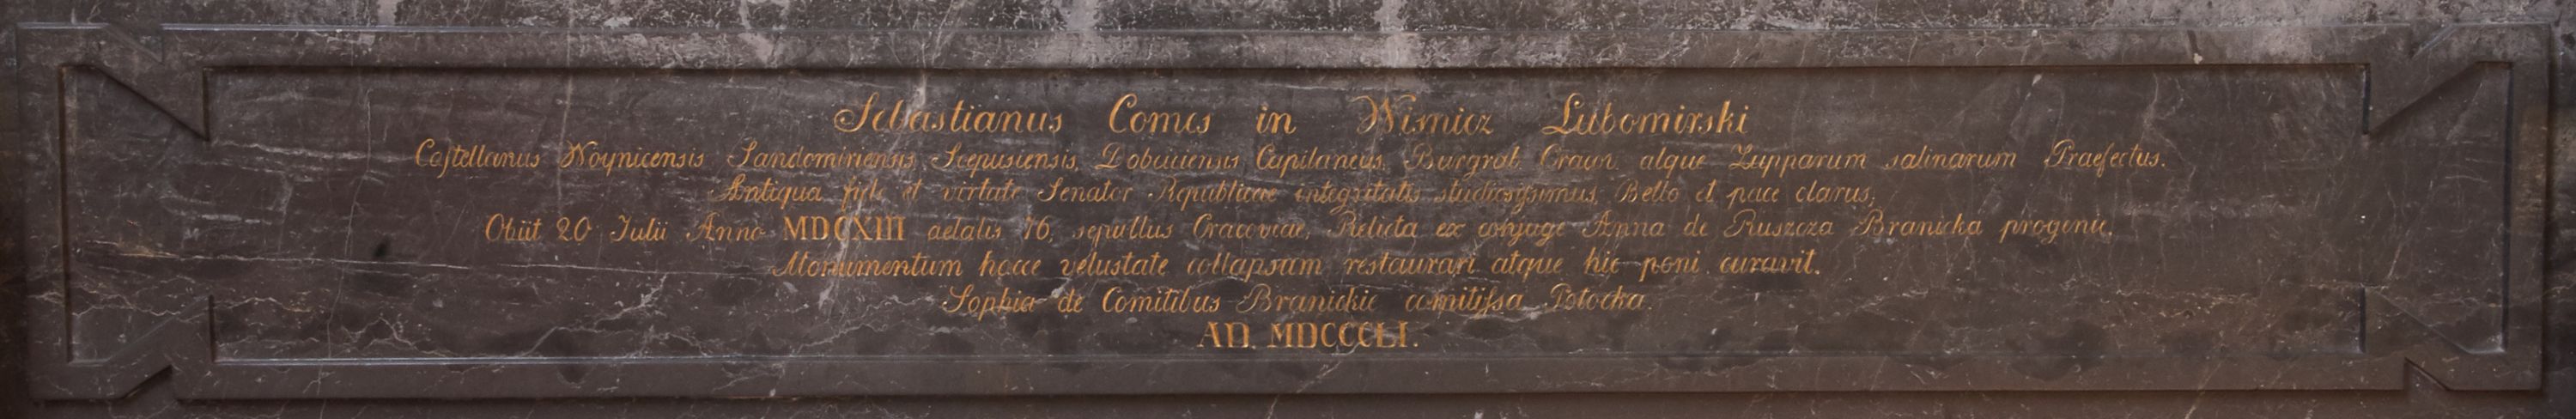 Sebastianus Comes in Wisnicz Lubomirski
Castellanus Woynicensis Sandomiriensis, Scepusiensis, Dobcicensis Capitaneus, Burgrab. Cracov. atque Zupparum salinarum Praefectus.
Antiqua fide et virtute Senator Republicae integritatis studiosissimus, Bello et pace clarus,
Obiit 20 Julii Anno MDCXIII aetatis 76, sepultus Cracoviae, Relicta ex conjuge Anna de Ruszcza Branicka progenie.
Monumentum hocce vetustate collapsum restaurari atque hic poni curavit.
Sophia de Comitibus Branickie comitissa Potocka.
AD. MDCCCLI.